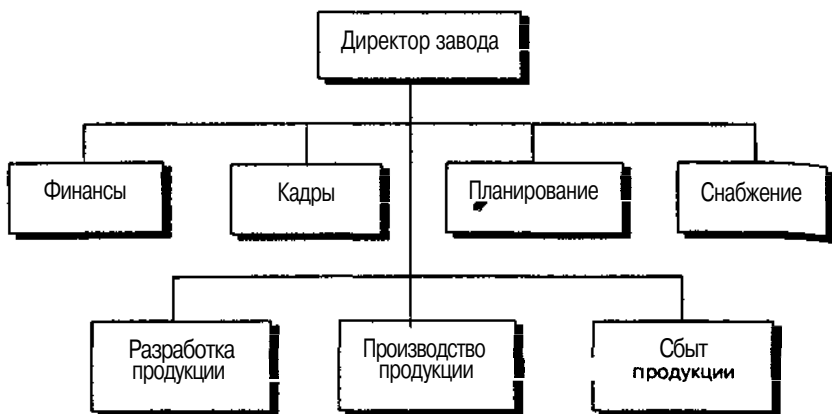 Директор завода
Финансы
Кадры
Планирование
Снабжение
Разработка
продукции
Производство
продукции
Сбыт
продукции